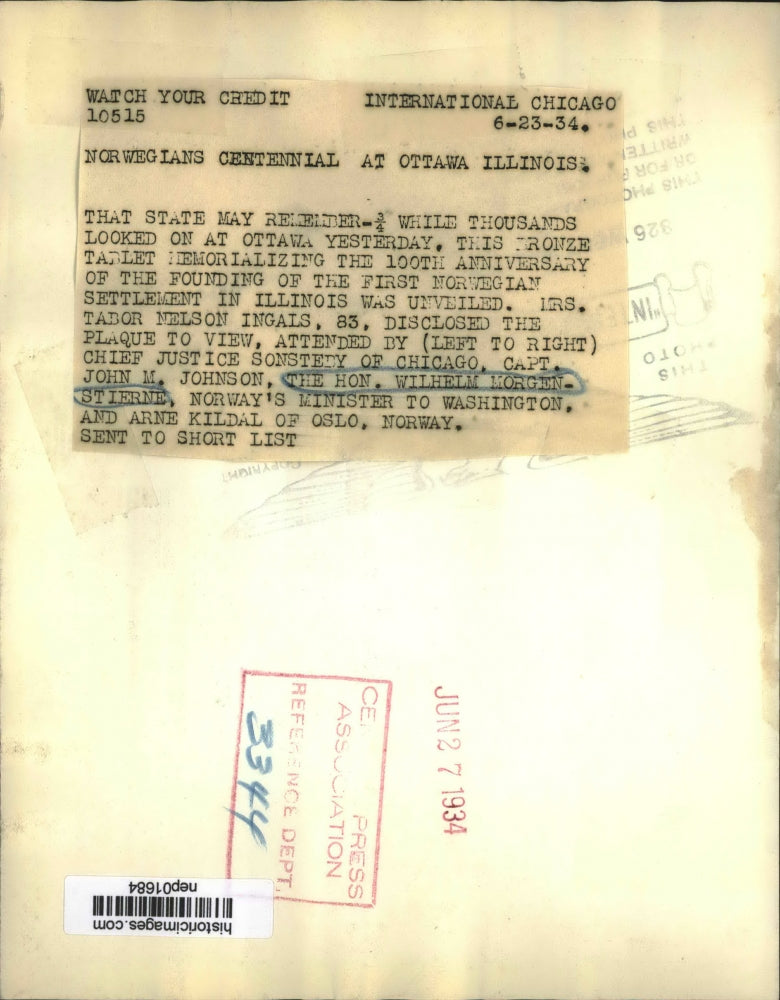 WATCH YOUR CREDIT INTERNATIONAL CHICAGO
10515 6-23-34.
NORWEGIANS CENTENNIAL AT OTTAWA ILLINOIS.
THAT STATE MAY REMEMBER-¾ WHILE THOUSANDS
LOOKED ON AT OTTAWA YESTERDAY, THIS BRONZE
TABLET MEMORIALIZING THE 100TH ANNIVERSARY
OF THE FOUNDING OF THE FIRST NORWEGIAN
SETTLEMENT IN ILLINOIS WAS UNVEILED. MRS.
TABOR NELSON INGALS, 83, DISCLOSED THE
PLAQUE TO VIEW, ATTENDED BY (LEFT TO RIGHT)
CHIEF JUSTICE SONSTEBY OF CHICAGO, CAPT.
JOHN M. JOHNSON, THE HON. WILHELM MORGEN-
STIERNE, NORWAY'S MINISTER TO WASHINGTON,
AND ARNE KILDAL OF OSLO, NORWAY.
SENT TO SHORT LIST
THIS
PHOTO
COPYRIGHT
JUN 27 1934
PRESS
ASSOCIATION
REFERENCE DEPT.
3344
historicimages.com
nep01684